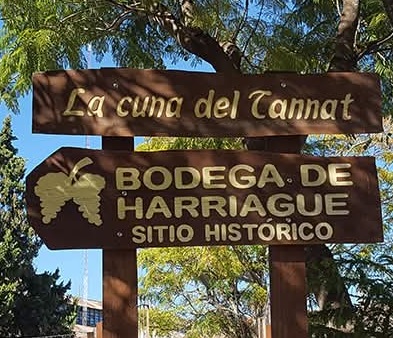 La cuna del Tannat
BODEGA DE
HARRIAGUE
SITIO HISTÓRICO